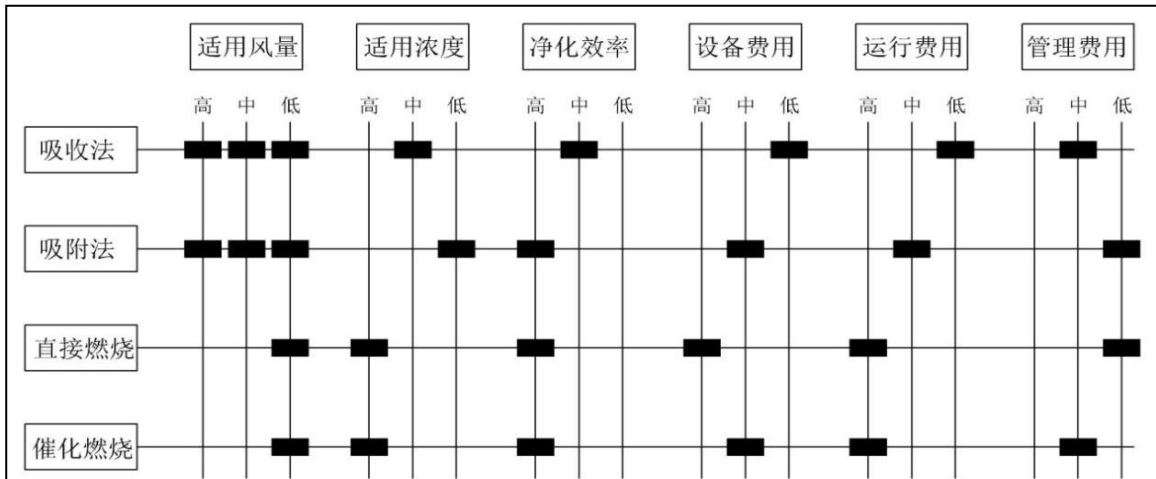 适用风量 适用浓度 净化效率 设备费用 运行费用 管理费用
高 中 低 高 中 低 高 中 低 高 中 低 高 中 低 高 中 低
吸收法
吸附法
直接燃烧
催化燃烧